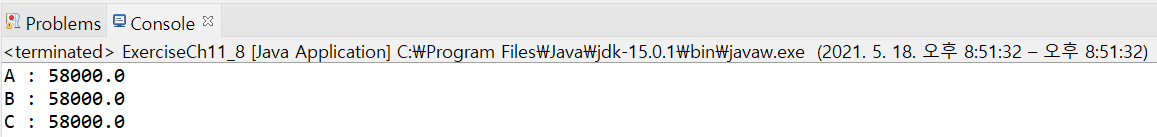 Problems Console
<terminated> ExerciseCh11_8 [Java Application] C:₩Program Files₩Java₩jdk-15.0.1₩bin₩javaw.exe (2021. 5. 18. 오후 8:51:32 – 오후 8:51:32)
A : 58000.0
B : 58000.0
C : 58000.0